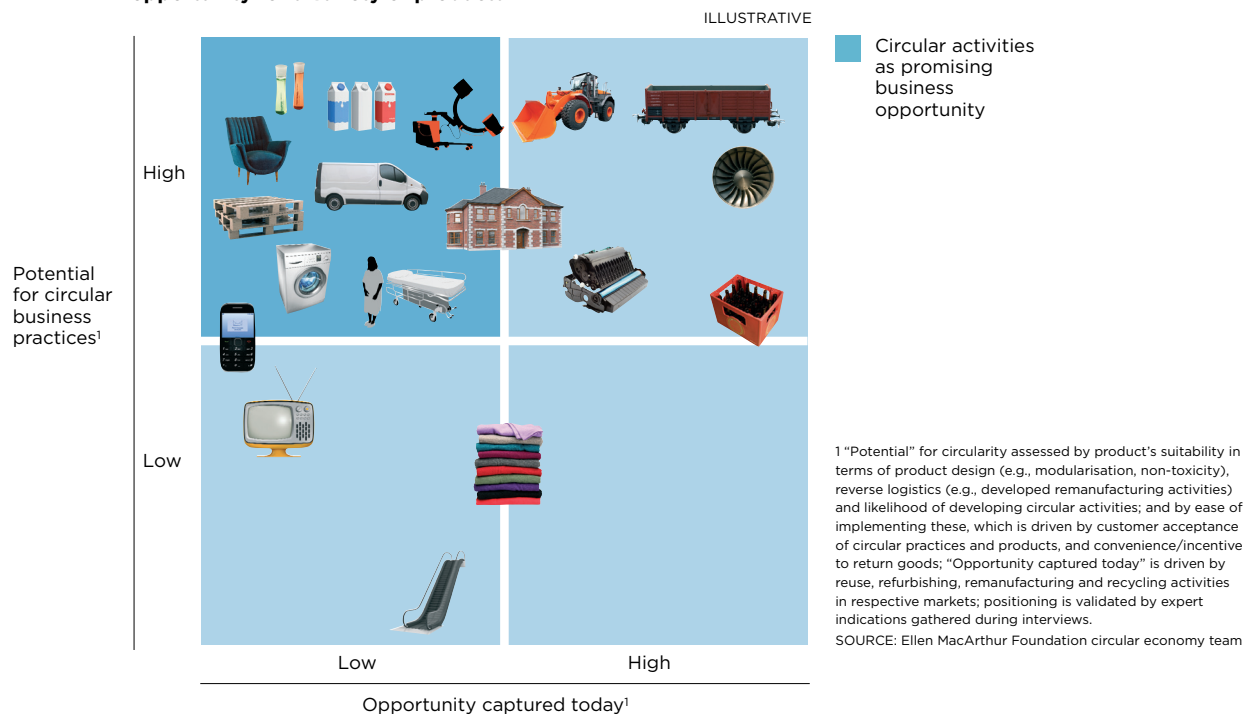 ILLUSTRATIVE
Circular activities
as promising
business
opportunity
High
Potential
for circular
business
practices1
Low
1 “Potential” for circularity assessed by product’s suitability in
terms of product design (e.g., modularisation, non-toxicity),
reverse logistics (e.g., developed remanufacturing activities)
and likelihood of developing circular activities; and by ease of
implementing these, which is driven by customer acceptance
of circular practices and products, and convenience/incentive
to return goods; “Opportunity captured today” is driven by
reuse, refurbishing, remanufacturing and recycling activities
in respective markets; positioning is validated by expert
indications gathered during interviews.
SOURCE: Ellen MacArthur Foundation circular economy team
Low
High
Opportunity captured today1